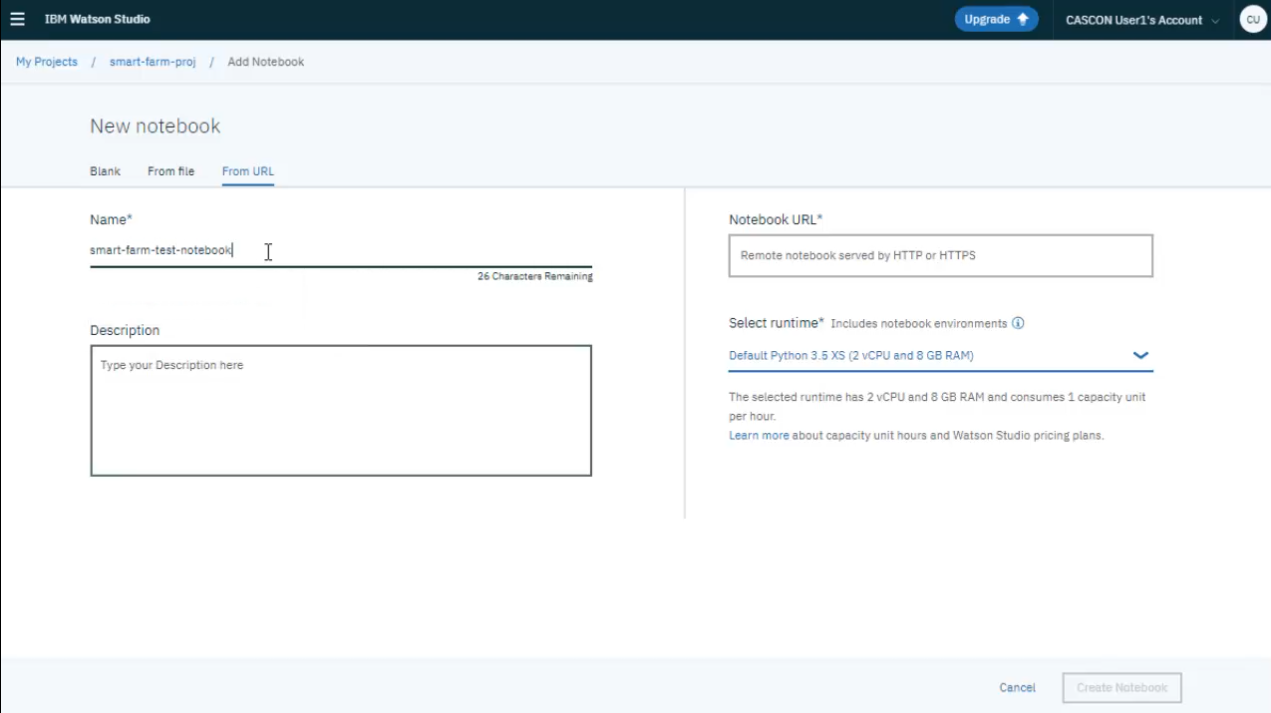 IBM Watson Studio
Upgrade
CASCON User1's Account
CU
My Projects / smart-farm-proj / Add Notebook
New notebook
Blank From file From URL
Name*
smart-farm-test-notebook
26 Characters Remaining
Description
Type your Description here
Notebook URL*
Remote notebook served by HTTP or HTTPS
Select runtime* Includes notebook environments
Default Python 3.5 XS (2 vCPU and 8 GB RAM)
The selected runtime has 2 vCPU and 8 GB RAM and consumes 1 capacity unit
per hour.
Learn more about capacity unit hours and Watson Studio pricing plans.
Cancel
Create Notebook